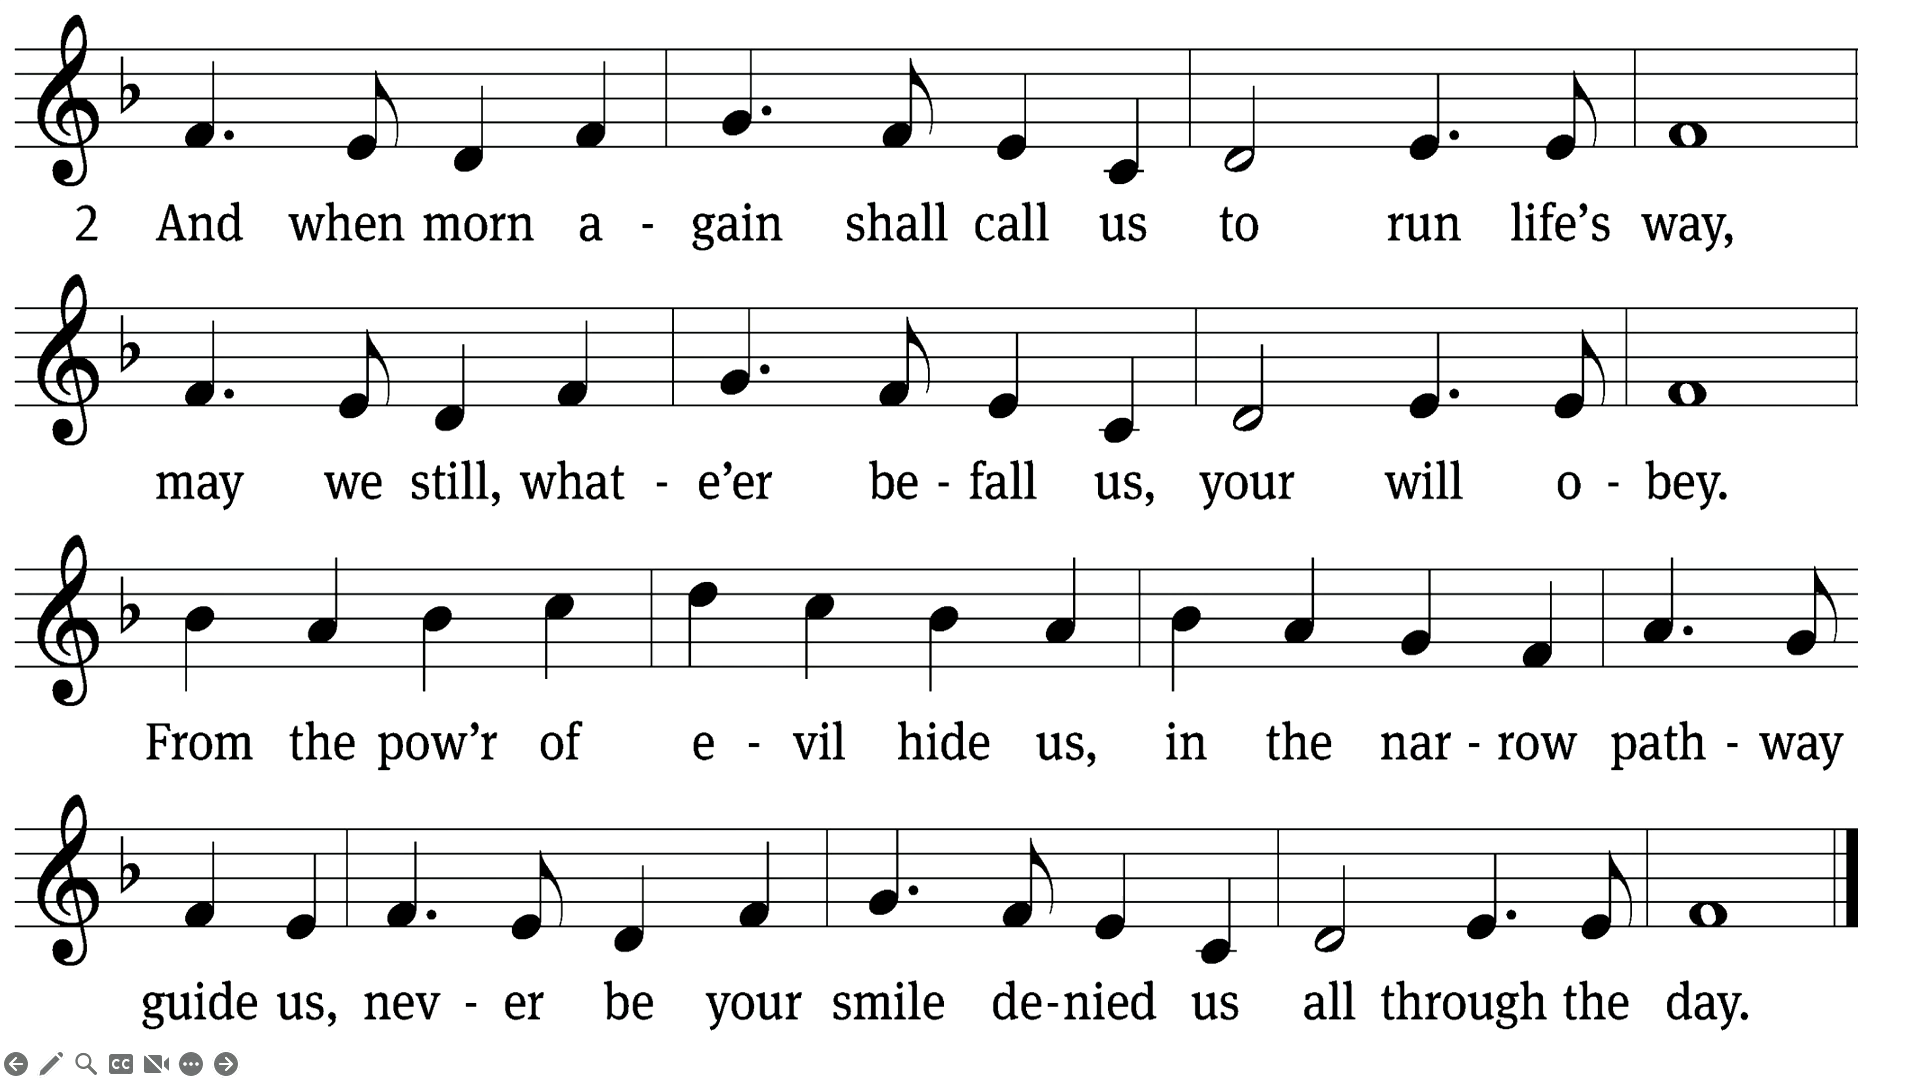 2 And when morn a - gain shall call us to run life’s way,
may we still, what - e’er be - fall us, your will o - bey.
From the pow’r of e - vil hide us, in the nar - row path - way
guide us, nev - er be your smile de - nied us all through the day.
CC